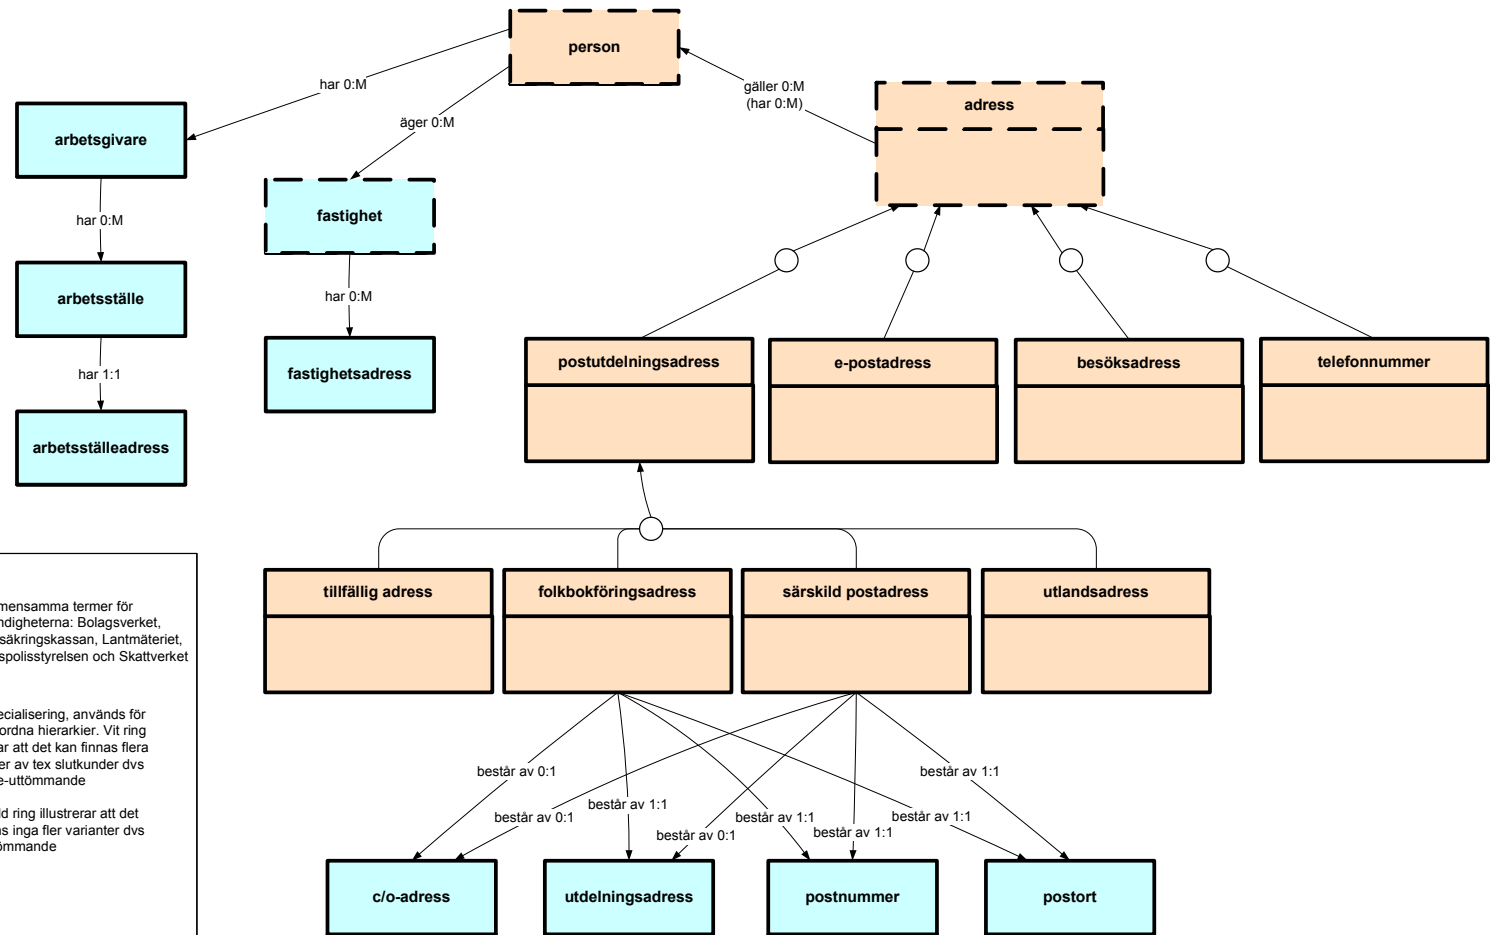 person
har 0:M
gäller 0:M
(har 0:M)
adress
äger 0:M
arbetsgivare
fastighet
har 0:M
arbetsställe
har 0:M
har 1:1
fastighetsadress
postutdelningsadress
e-postadress
besöksadress
telefonnummer
arbetsställeadress
tillfällig adress
folkbokföringsadress
särskild postadress
utlandsadress
mensamma termer för
ndigheterna: Bolagsverket,
säkringskassan, Lantmäteriet,
spolisstyrelsen och Skattverket
ecialisering, används för
ordna hierarkier. Vit ring
ar att det kan finnas flera
er av tex slutkunder dvs
e-uttömmande
ld ring illustrerar att det
ns inga fler varianter dvs
ömmande
består av 0:1
består av 1:1
består av 0:1
består av 1:1
består av 0:1
består av 1:1
består av 1:1
består av 1:1
c/o-adress
utdelningsadress
postnummer
postort